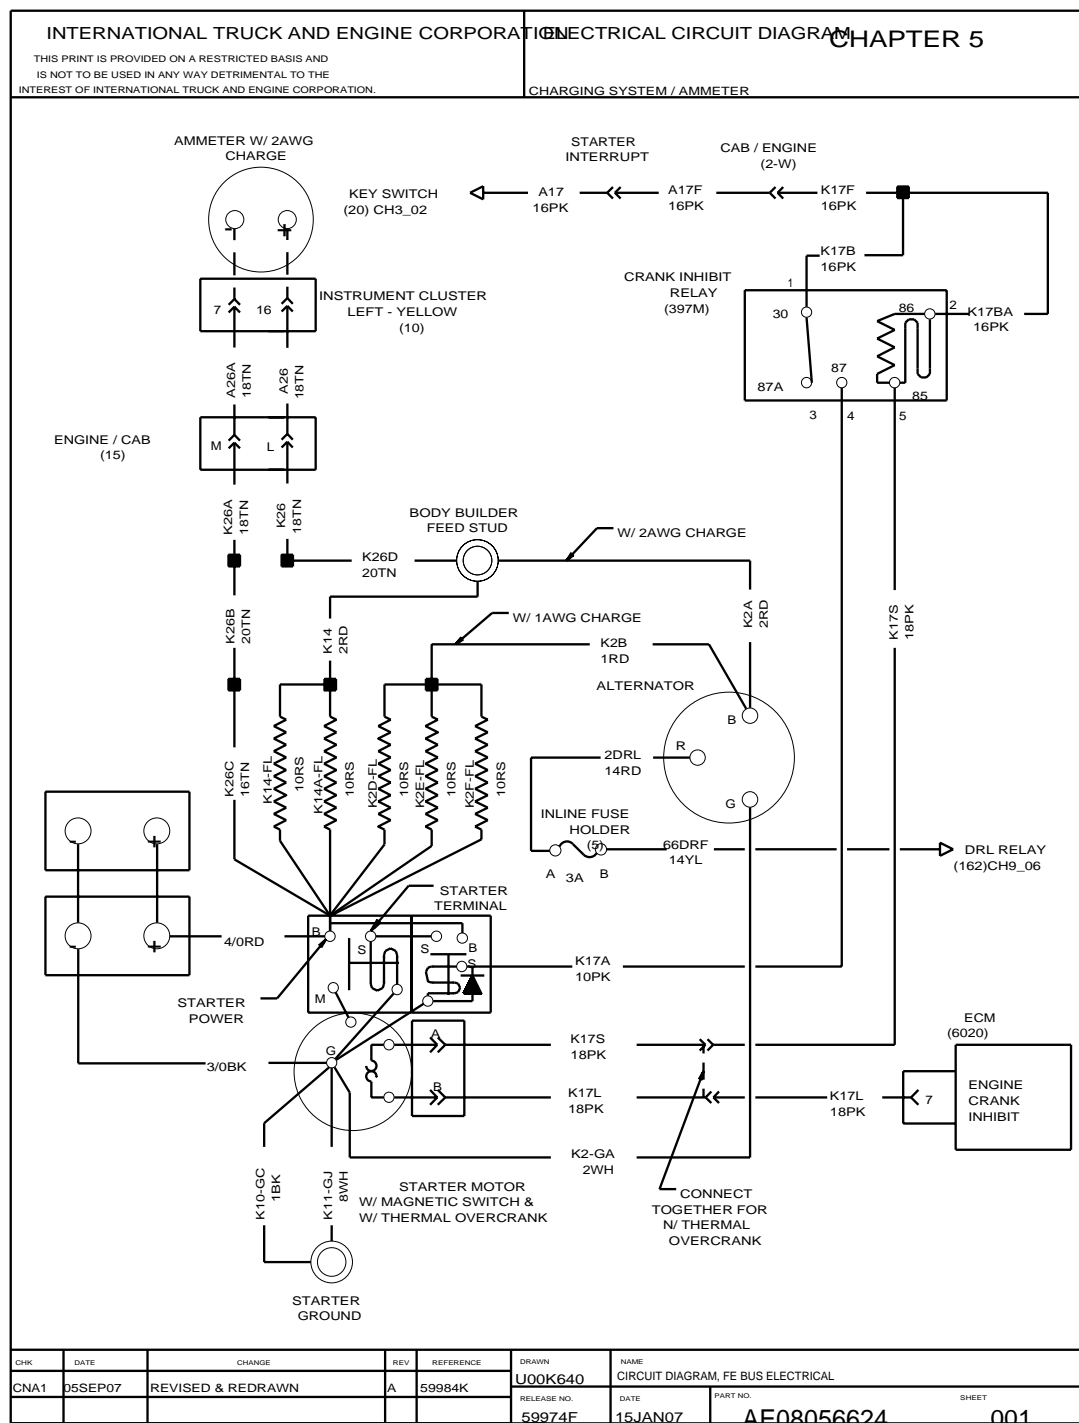 INTERNATIONAL TRUCK AND ENGINE CORPORATION
ELECTRICAL CIRCUIT DIAGRAM
CHAPTER 5
THIS PRINT IS PROVIDED ON A RESTRICTED BASIS AND
IS NOT TO BE USED IN ANY WAY DETRIMENTAL TO THE
INTEREST OF INTERNATIONAL TRUCK AND ENGINE CORPORATION.
CHARGING SYSTEM / AMMETER
AMMETER W/ 2AWG
CHARGE
- +
KEY SWITCH
(20) CH3_02
STARTER
INTERRUPT
CAB / ENGINE
(2-W)
A17
16PK
A17F
16PK
K17F
16PK
K17B
16PK
CRANK INHIBIT
RELAY
(397M)
1
30
86
2
K17BA
16PK
87A
87
85
3
4
5
7
16
INSTRUMENT CLUSTER
LEFT - YELLOW
(10)
A26A
18TN
A26
18TN
ENGINE / CAB
(15)
M
L
K26A
18TN
K26
18TN
BODY BUILDER
FEED STUD
W/ 2AWG CHARGE
K26D
20TN
K26B
20TN
K14
2RD
K2A
2RD
K17S
18PK
W/ 1AWG CHARGE
K2B
1RD
ALTERNATOR
B
R
G
2DRL
14RD
K26C
16TN
K14-FL
10RS
K14A-FL
10RS
K2D-FL
10RS
K2E-FL
10RS
K2F-FL
10RS
INLINE FUSE
HOLDER
(5)
A
3A
B
66DRF
14YL
DRL RELAY
(162)CH9_06
- +
- +
STARTER
TERMINAL
4/0RD
B
S
S
B
S
M
K17A
10PK
STARTER
POWER
3/0BK
G
A
B
K17S
18PK
K17L
18PK
K17L
18PK
ECM
(6020)
7
ENGINE
CRANK
INHIBIT
K2-GA
2WH
K10-GC
1BK
K11-GJ
8WH
STARTER MOTOR
W/ MAGNETIC SWITCH &
W/ THERMAL OVERCRANK
CONNECT
TOGETHER FOR
N/ THERMAL
OVERCRANK
STARTER
GROUND
CHK
DATE
CHANGE
REV
REFERENCE
CNA1
05SEP07
REVISED & REDRAWN
A
59984K
DRAWN
U00K640
NAME
CIRCUIT DIAGRAM, FE BUS ELECTRICAL
RELEASE NO.
59974F
DATE
15JAN07
PART NO.
AE08056624
SHEET
001